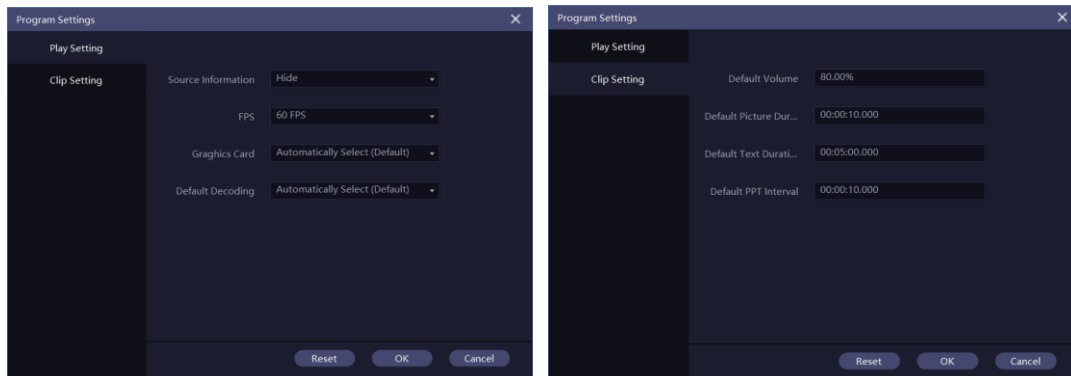 Program Settings
Play Setting
Clip Setting
Source Information Hide
FPS 60 FPS
Graghics Card Automatically Select (Default)
Default Decoding Automatically Select (Default)
Reset OK Cancel
Program Settings
Play Setting
Clip Setting
Default Volume 80.00%
Default Picture Dur... 00:00:10.000
Default Text Durati... 00:05:00.000
Default PPT Interval 00:00:10.000
Reset OK Cancel